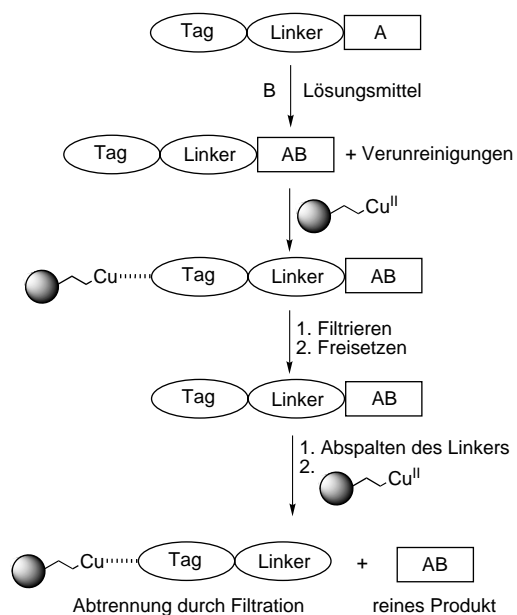 Tag Linker A
B Lösungsmittel
Tag Linker AB + Verunreinigungen
Cu^II
Cu Tag Linker AB
1. Filtrieren
2. Freisetzen
Tag Linker AB
1. Abspalten des Linkers
2. Cu^II
Cu Tag Linker + AB
Abtrennung durch Filtration reines Produkt